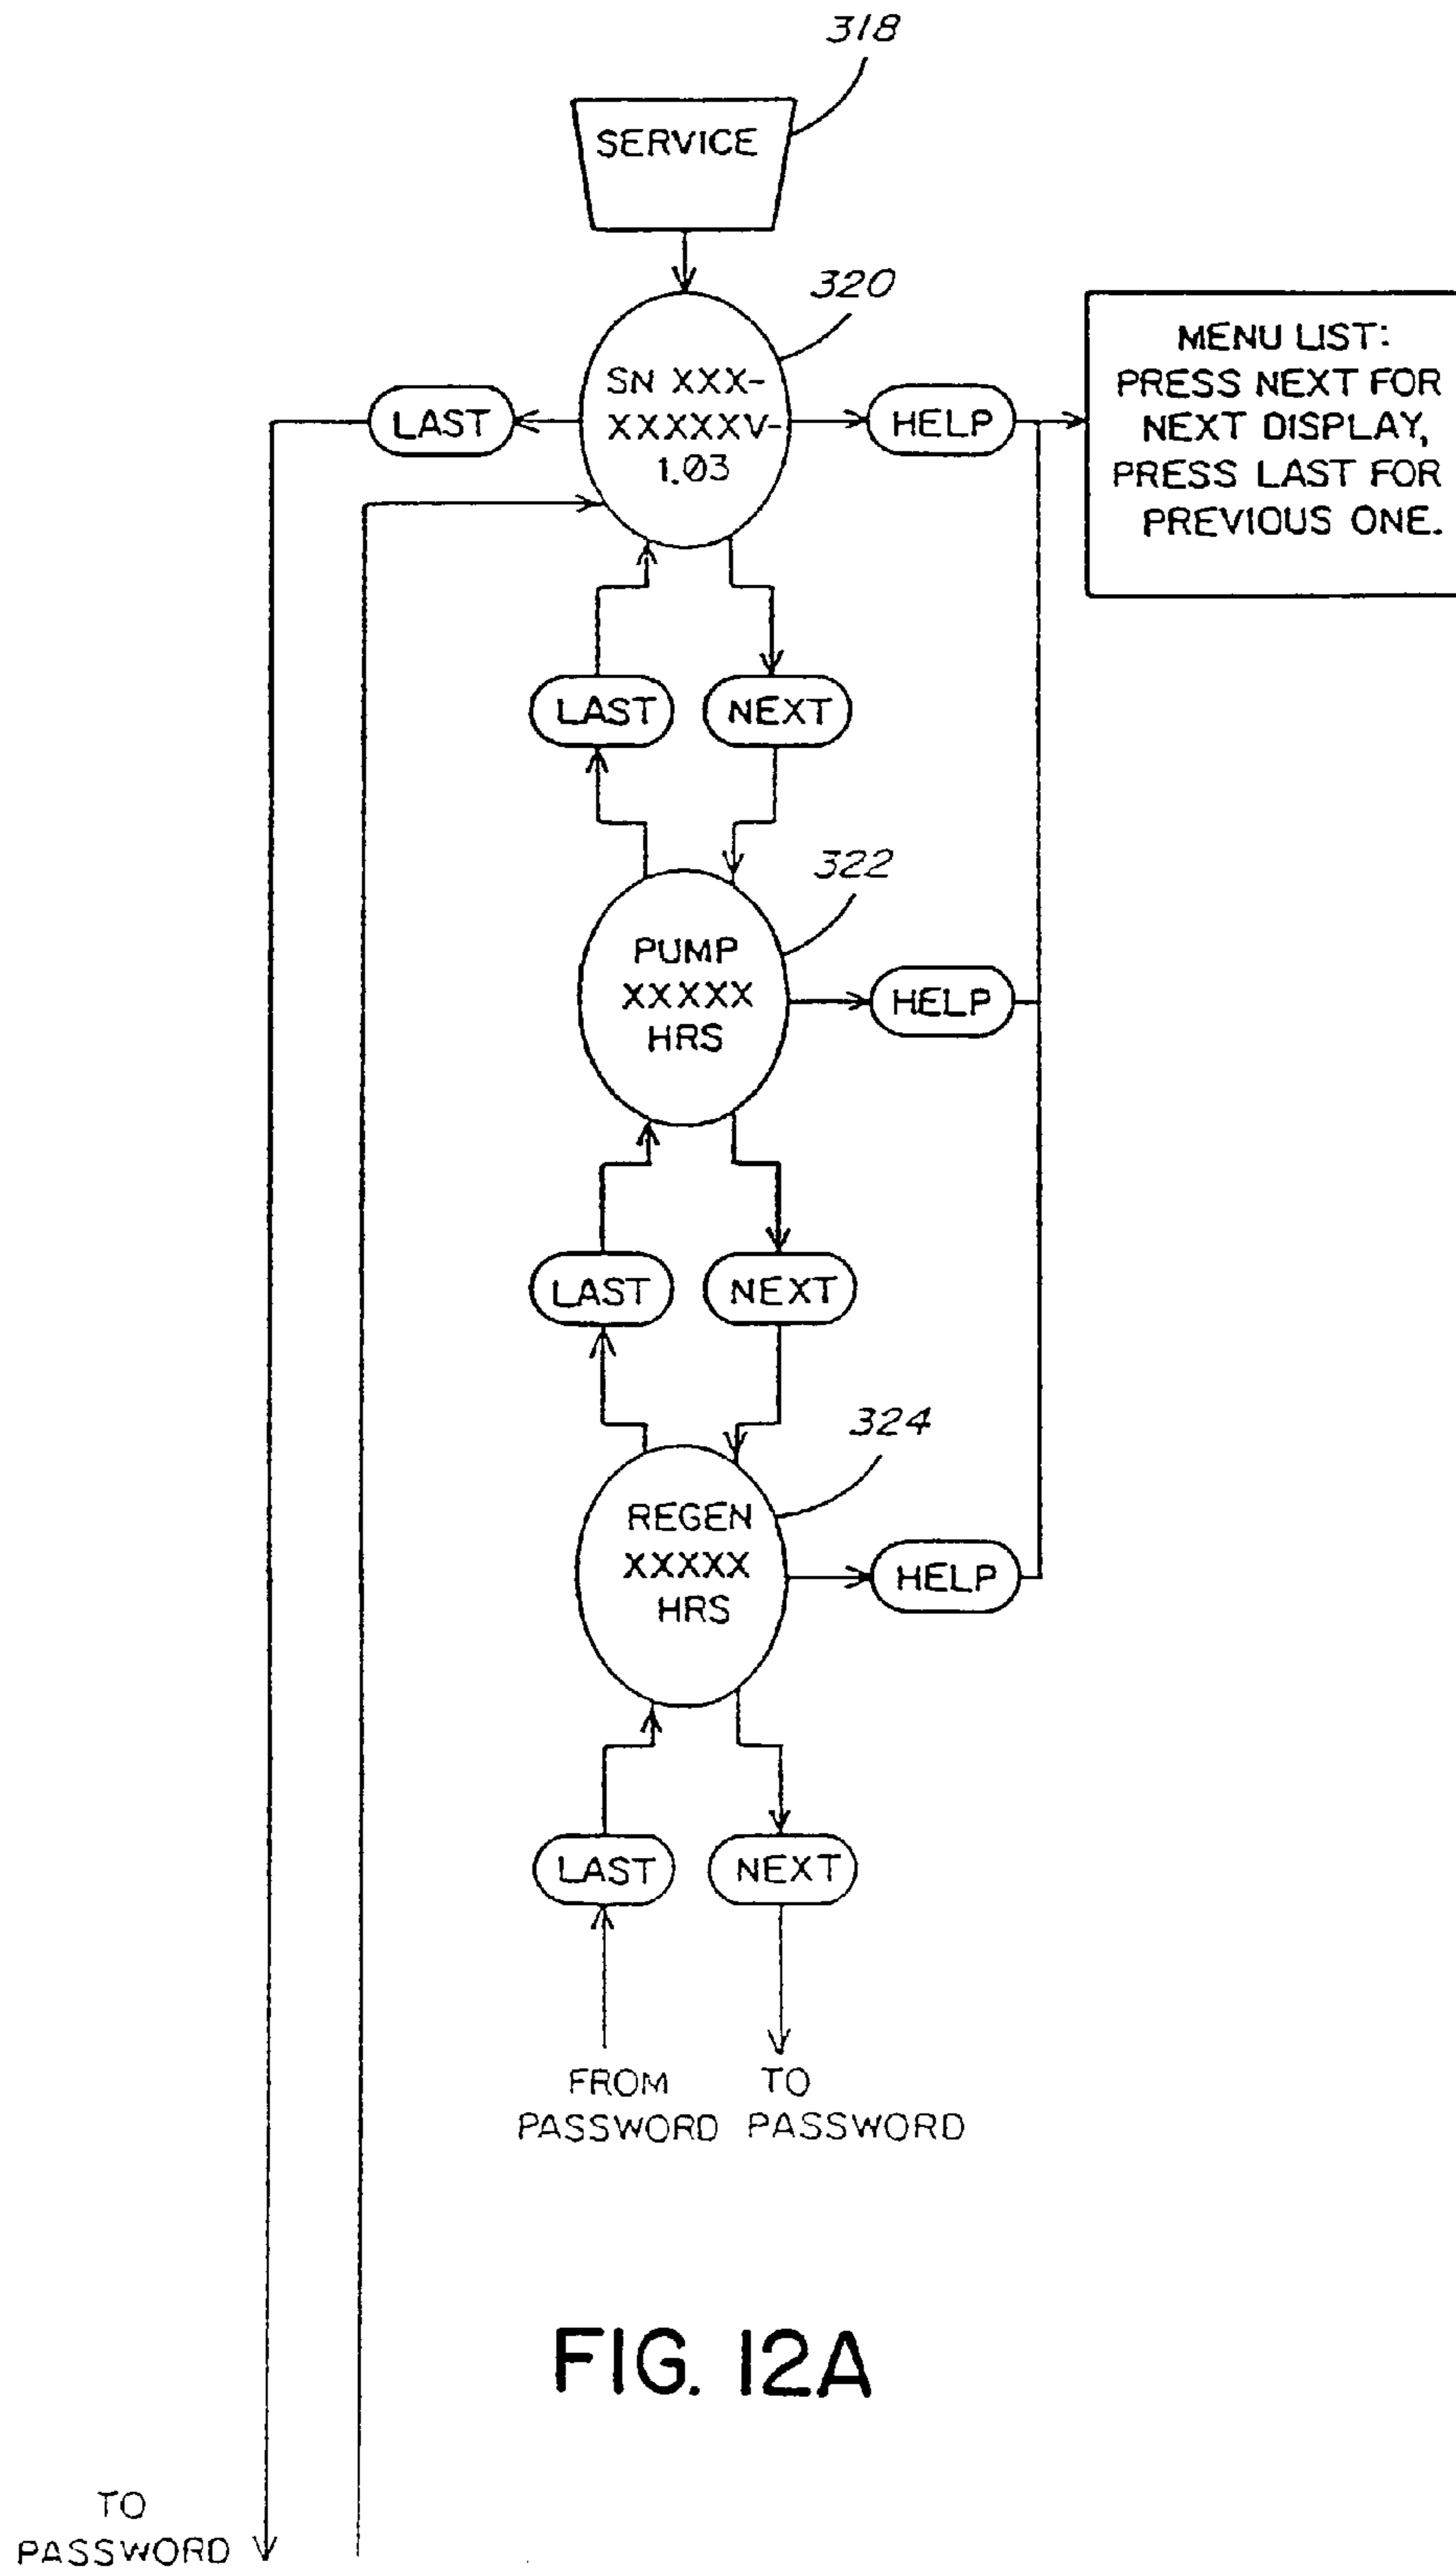 318
SERVICE
320
SN XXX-
XXXXXV-
1.03
LAST
HELP
MENU LIST:
PRESS NEXT FOR
NEXT DISPLAY,
PRESS LAST FOR
PREVIOUS ONE.
LAST
NEXT
322
PUMP
XXXXX
HRS
HELP
LAST
NEXT
324
REGEN
XXXXX
HRS
HELP
LAST
NEXT
FROM
PASSWORD
TO
PASSWORD
FIG. 12A
TO
PASSWORD